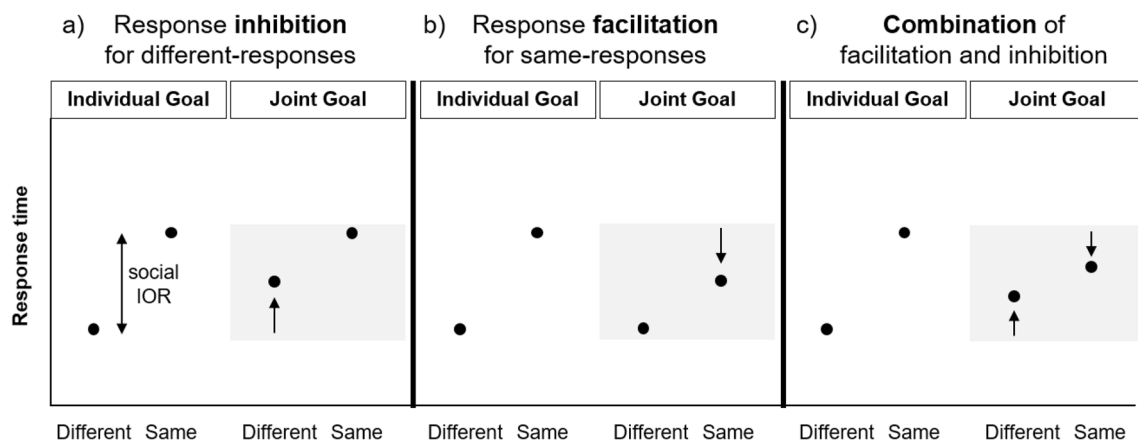 a) Response inhibition
for different-responses
b) Response facilitation
for same-responses
c) Combination of
facilitation and inhibition
Individual Goal
Joint Goal
Individual Goal
Joint Goal
Individual Goal
Joint Goal
Response time
social
IOR
Different Same
Different Same
Different Same
Different Same
Different Same
Different Same